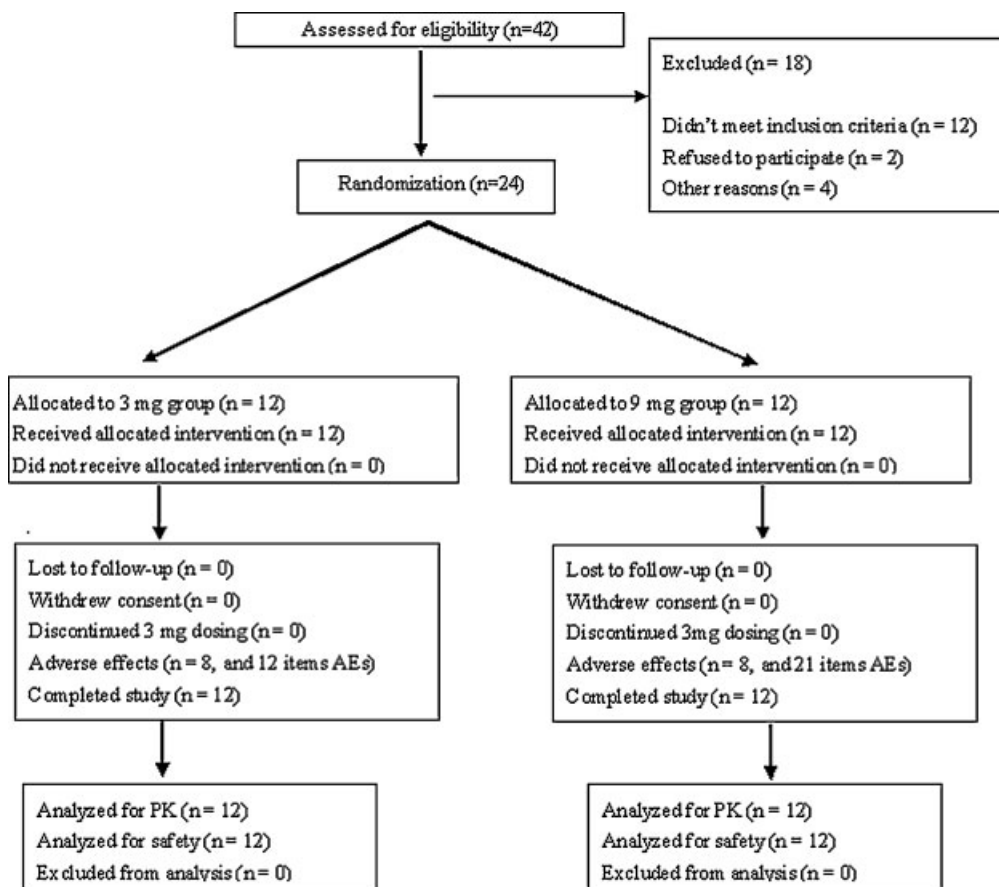 Assessed for eligibility (n=42)
Excluded (n= 18)
Didn't meet inclusion criteria (n = 12)
Refused to participate (n = 2)
Other reasons (n = 4)
Randomization (n=24)
Allocated to 3 mg group (n = 12)
Received allocated intervention (n = 12)
Did not receive allocated intervention (n = 0)
Allocated to 9 mg group (n = 12)
Received allocated intervention (n = 12)
Did not receive allocated intervention (n = 0)
Lost to follow-up (n = 0)
Withdrew consent (n = 0)
Discontinued 3 mg dosing (n = 0)
Adverse effects (n = 8, and 12 items AEs)
Completed study (n = 12)
Lost to follow-up (n = 0)
Withdrew consent (n = 0)
Discontinued 3mg dosing (n = 0)
Adverse effects (n = 8, and 21 items AEs)
Completed study (n = 12)
Analyzed for PK (n = 12)
Analyzed for safety (n = 12)
Excluded from analysis (n = 0)
Analyzed for PK (n = 12)
Analyzed for safety (n = 12)
Excluded from analysis (n = 0)